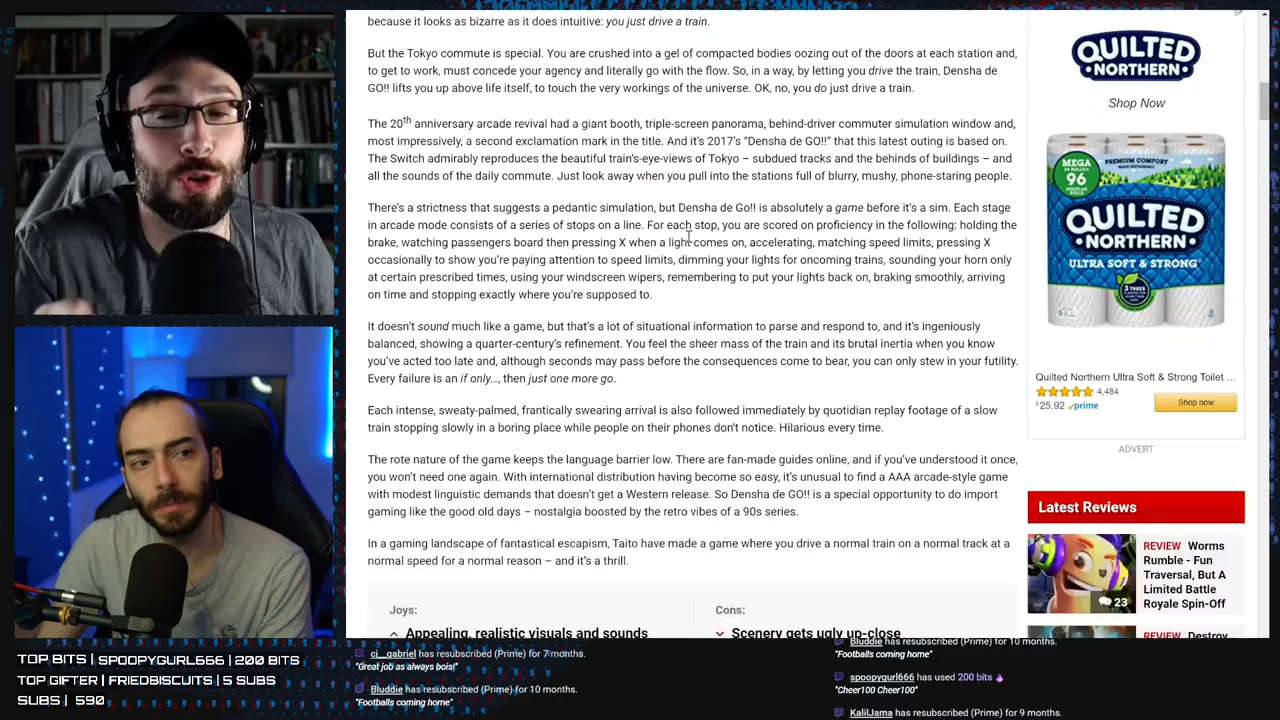 because it looks as bizarre as it does intuitive: you just drive a train.
But the Tokyo commute is special. You are crushed into a gel of compacted bodies oozing out of the doors at each station and,
to get to work, must concede your agency and literally go with the flow. So, in a way, by letting you drive the train, Densha de
GO!! lifts you up above life itself, to touch the very workings of the universe. OK, no, you do just drive a train.
The 20th anniversary arcade revival had a giant booth, triple-screen panorama, behind-driver commuter simulation window and,
most impressively, a second exclamation mark in the title. And it's 2017's “Densha de GO!!” that this latest outing is based on.
The Switch admirably reproduces the beautiful train's-eye-views of Tokyo – subdued tracks and the behinds of buildings – and
all the sounds of the daily commute. Just look away when you pull into the stations full of blurry, mushy, phone-staring people.
There's a strictness that suggests a pedantic simulation, but Densha de Go!! is absolutely a game before it's a sim. Each stage
in arcade mode consists of a series of stops on a line. For each stop, you are scored on proficiency in the following: holding the
brake, watching passengers board then pressing X when a light comes on, accelerating, matching speed limits, pressing X
occasionally to show you're paying attention to speed limits, dimming your lights for oncoming trains, sounding your horn only
at certain prescribed times, using your windscreen wipers, remembering to put your lights back on, braking smoothly, arriving
on time and stopping exactly where you're supposed to.
It doesn't sound much like a game, but that's a lot of situational information to parse and respond to, and it's ingeniously
balanced, showing a quarter-century's refinement. You feel the sheer mass of the train and its brutal inertia when you know
you've acted too late and, although seconds may pass before the consequences come to bear, you can only stew in your futility.
Every failure is an if only…, then just one more go.
Each intense, sweaty-palmed, frantically swearing arrival is also followed immediately by quotidian replay footage of a slow
train stopping slowly in a boring place while people on their phones don't notice. Hilarious every time.
The rote nature of the game keeps the language barrier low. There are fan-made guides online, and if you've understood it once,
you won't need one again. With international distribution having become so easy, it's unusual to find a AAA arcade-style game
with modest linguistic demands that doesn't get a Western release. So Densha de GO!! is a special opportunity to do import
gaming like the good old days – nostalgia boosted by the retro vibes of a 90s series.
In a gaming landscape of fantastical escapism, Taito have made a game where you drive a normal train on a normal track at a
normal speed for a normal reason – and it's a thrill.
Joys:
Appealing, realistic visuals and sounds
Cons:
Scenery gets ugly up-close
QUILTED
NORTHERN
Shop Now
MEGA
96
PREMIUM COMFORT
QUILTED
NORTHERN
ULTRA SOFT & STRONG
3 TREES
Quilted Northern Ultra Soft & Strong Toilet ...
4,484
$25.92 prime
Shop now
ADVERT
Latest Reviews
REVIEW Worms
Rumble - Fun
Traversal, But A
Limited Battle
Royale Spin-Off
23
REVIEW Destroy
TOP BITS | SPOOPYGURL666 | 200 BITS
TOP GIFTER | FRIEDBISCUITS | 5 SUBS
SUBS | 590
ci__gabriel has resubscribed (Prime) for 7 months.
"Great job as always bois!"
Bluddie has resubscribed (Prime) for 10 months.
"Footballs coming home"
Bluddie has resubscribed (Prime) for 10 months.
"Footballs coming home"
spoopygurl666 has used 200 bits
"Cheer100 Cheer100"
KalilJama has resubscribed (Prime) for 9 months.